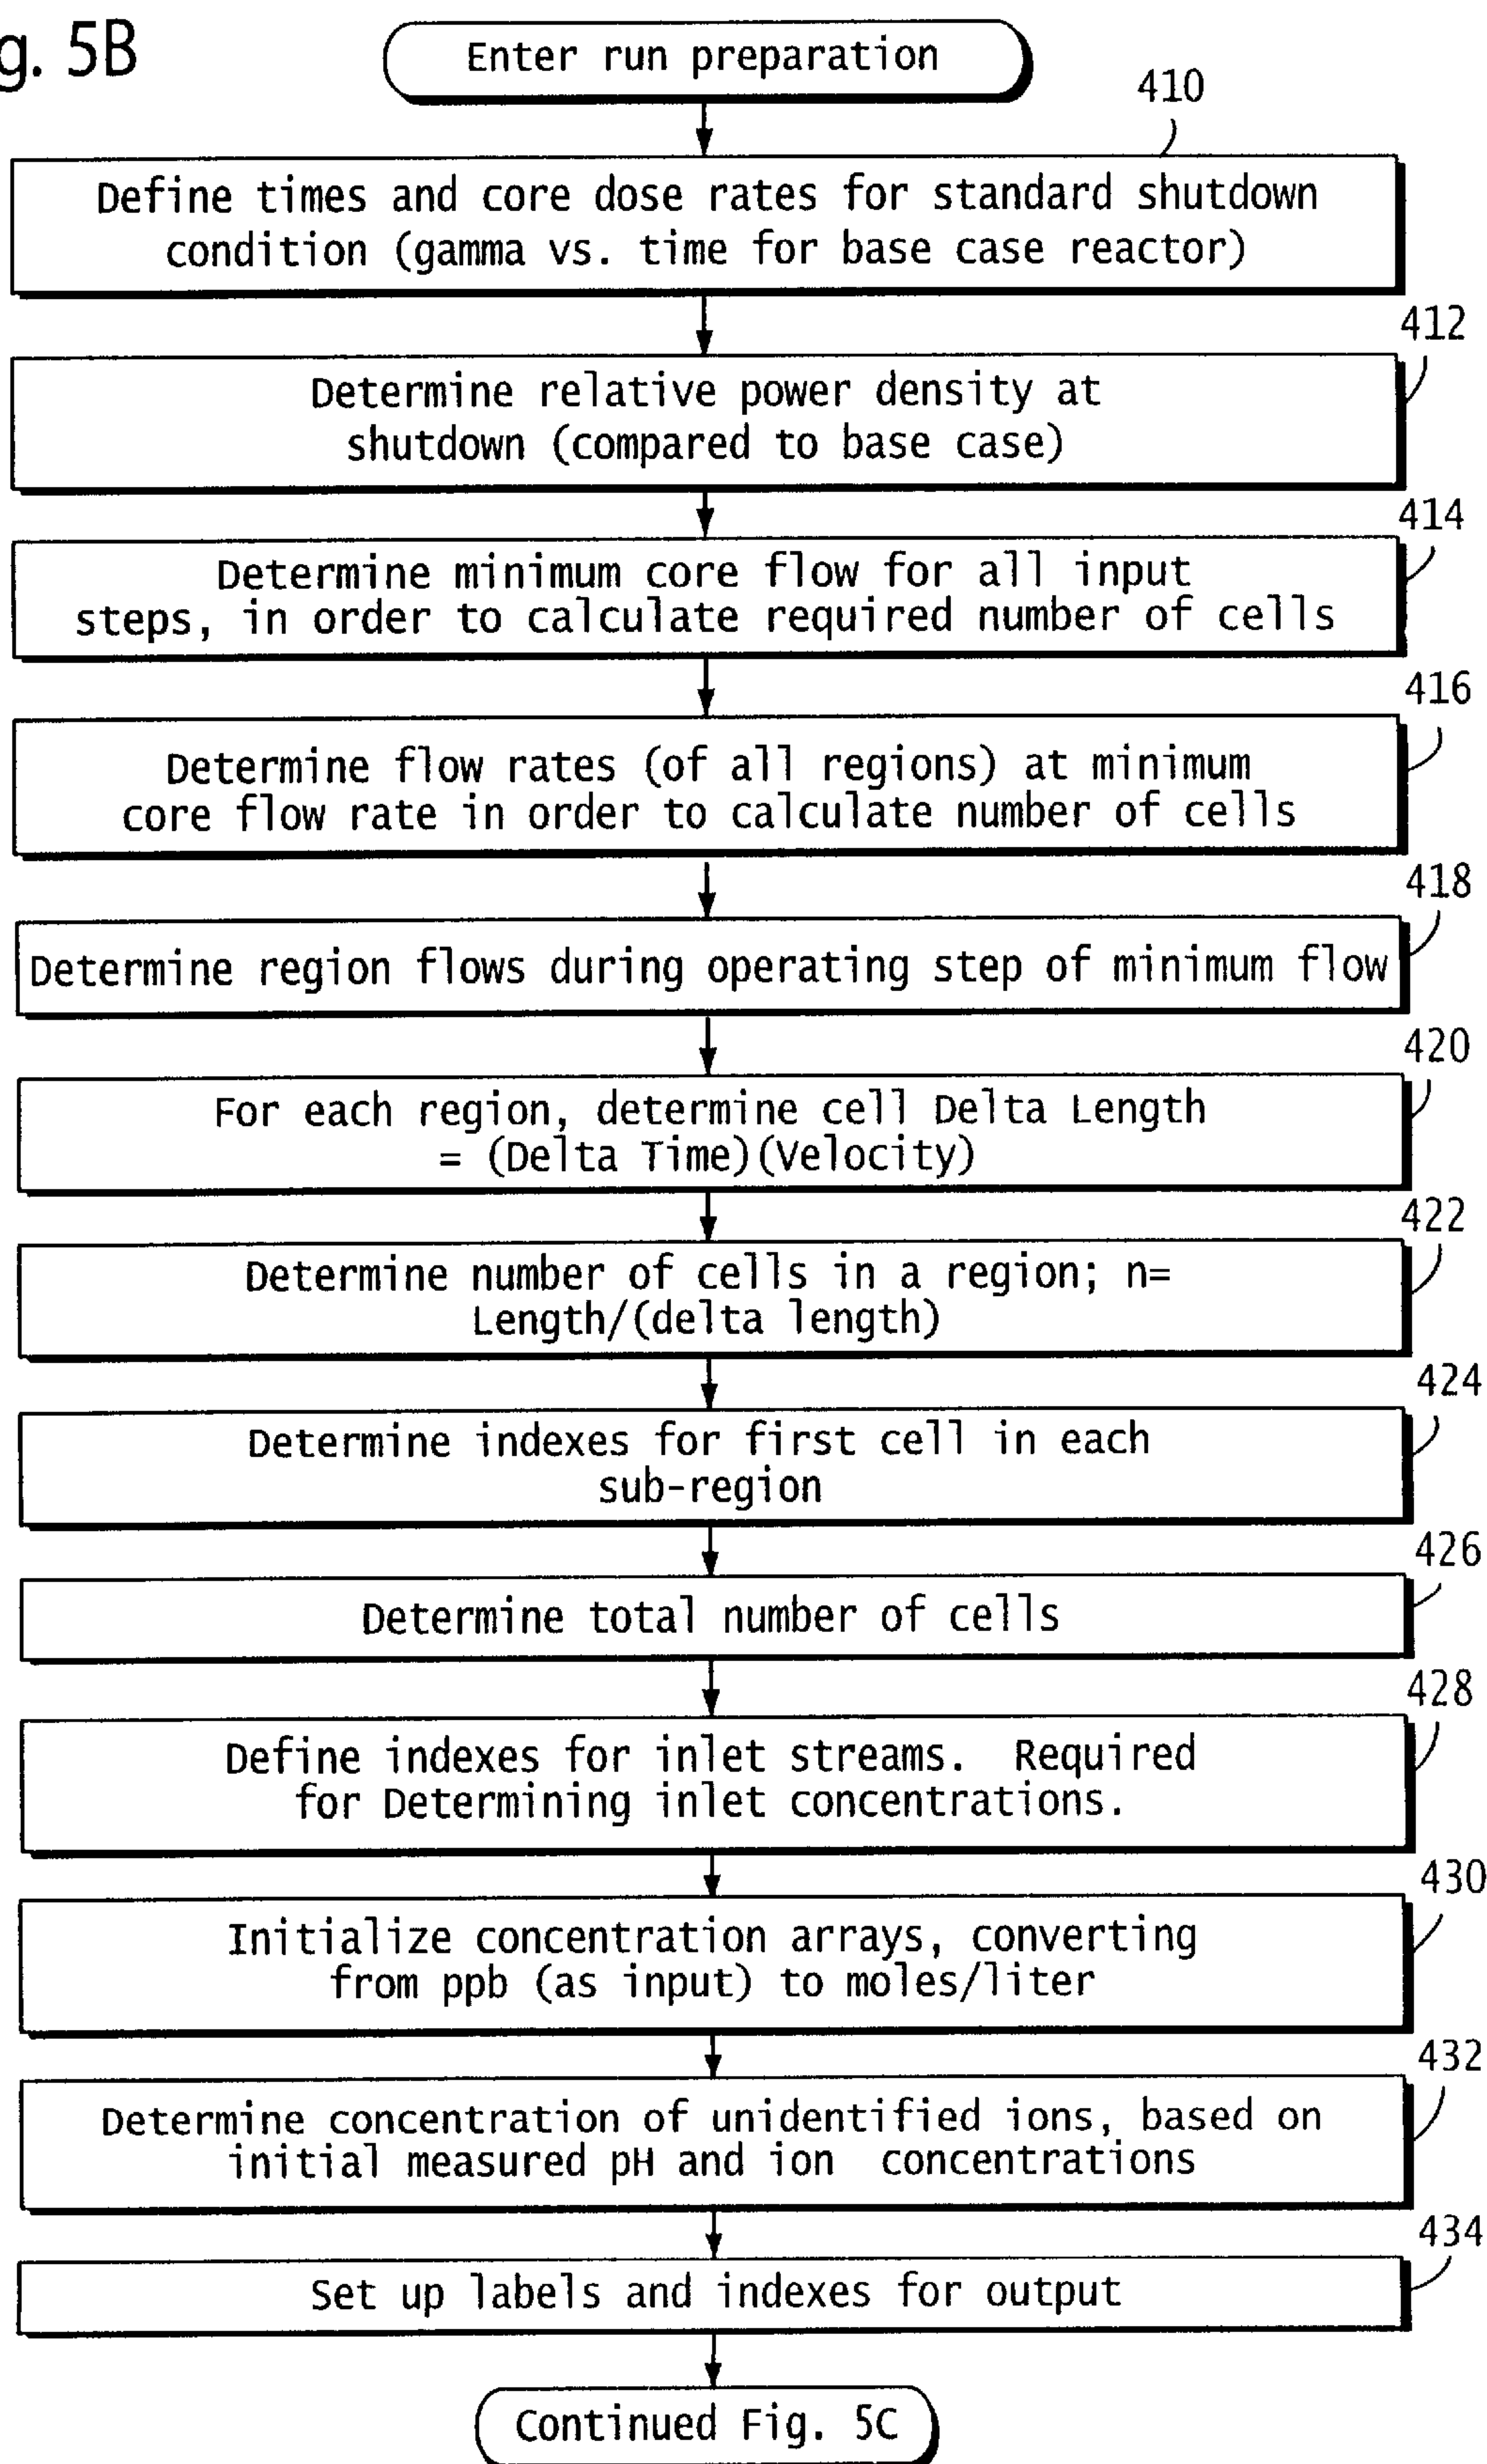 g. 5B
Enter run preparation
410
Define times and core dose rates for standard shutdown
condition (gamma vs. time for base case reactor)
412
Determine relative power density at
shutdown (compared to base case)
414
Determine minimum core flow for all input
steps, in order to calculate required number of cells
416
Determine flow rates (of all regions) at minimum
core flow rate in order to calculate number of cells
418
Determine region flows during operating step of minimum flow
420
For each region, determine cell Delta Length
= (Delta Time)(Velocity)
422
Determine number of cells in a region; n=
Length/(delta length)
424
Determine indexes for first cell in each
sub-region
426
Determine total number of cells
428
Define indexes for inlet streams. Required
for Determining inlet concentrations.
430
Initialize concentration arrays, converting
from ppb (as input) to moles/liter
432
Determine concentration of unidentified ions, based on
initial measured pH and ion concentrations
434
Set up labels and indexes for output
Continued Fig. 5C